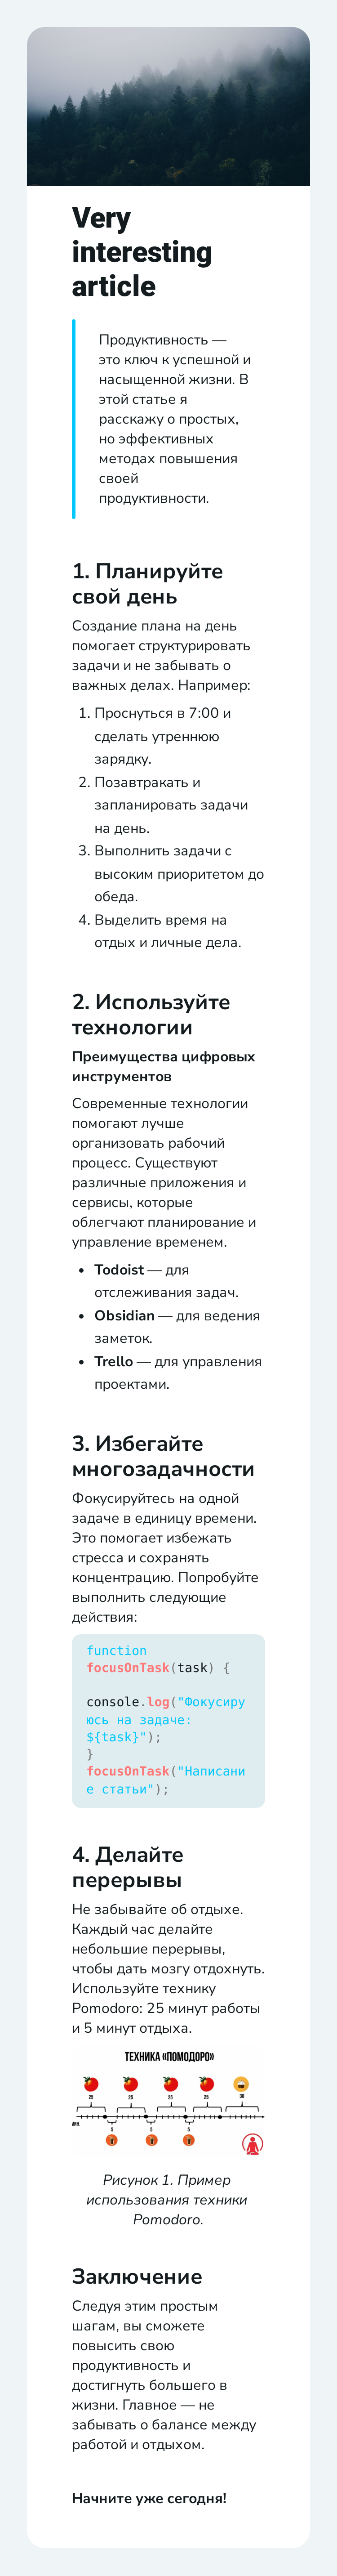 Very
interesting
article
Продуктивность —
это ключ к успешной и
насыщенной жизни. В
этой статье я
расскажу о простых,
но эффективных
методах повышения
своей
продуктивности.
1. Планируйте
свой день
Создание плана на день
помогает структурировать
задачи и не забывать о
важных делах. Например:
1. Проснуться в 7:00 и
сделать утреннюю
зарядку.
2. Позавтракать и
запланировать задачи
на день.
3. Выполнить задачи с
высоким приоритетом до
обеда.
4. Выделить время на
отдых и личные дела.
2. Используйте
технологии
Преимущества цифровых
инструментов
Современные технологии
помогают лучше
организовать рабочий
процесс. Существуют
различные приложения и
сервисы, которые
облегчают планирование и
управление временем.
• Todoist — для
отслеживания задач.
• Obsidian — для ведения
заметок.
• Trello — для управления
проектами.
3. Избегайте
многозадачности
Фокусируйтесь на одной
задаче в единицу времени.
Это помогает избежать
стресса и сохранять
концентрацию. Попробуйте
выполнить следующие
действия:
function
focusOnTask(task) {
console.log("Фокусиру
юсь на задаче:
${task}");
}
focusOnTask("Написани
е статьи");
4. Делайте
перерывы
Не забывайте об отдыхе.
Каждый час делайте
небольшие перерывы,
чтобы дать мозгу отдохнуть.
Используйте технику
Pomodoro: 25 минут работы
и 5 минут отдыха.
ТЕХНИКА «ПОМОДОРО»
25 25 25 25 30
МИН.
5 5 5
Рисунок 1. Пример
использования техники
Pomodoro.
Заключение
Следуя этим простым
шагам, вы сможете
повысить свою
продуктивность и
достигнуть большего в
жизни. Главное — не
забывать о балансе между
работой и отдыхом.
Начните уже сегодня!